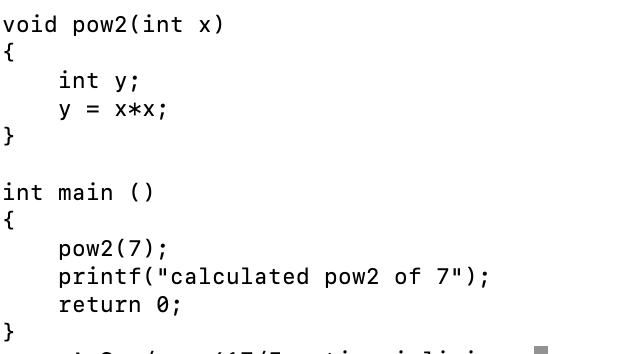 void pow2(int x)
{
    int y;
    y = x*x;
}

int main ()
{
    pow2(7);
    printf("calculated pow2 of 7");
    return 0;
}